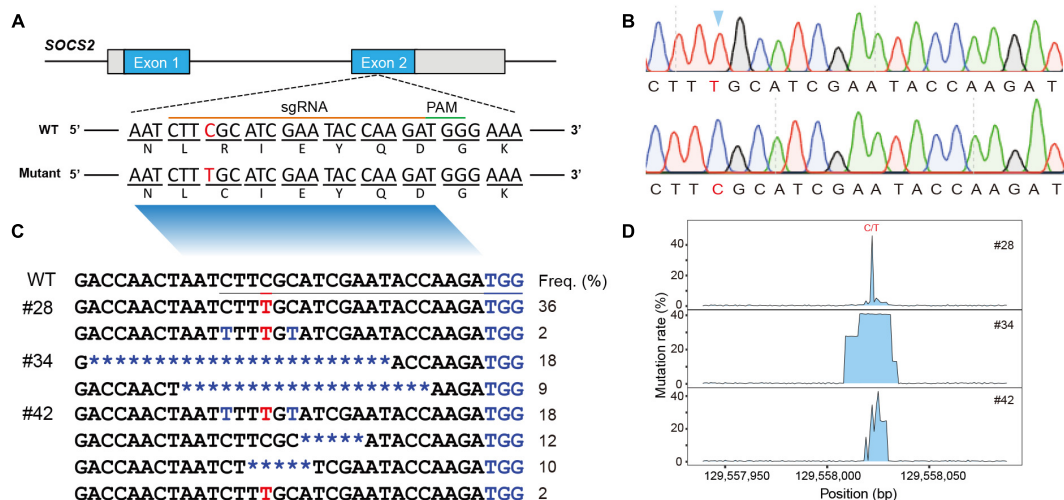 A
SOCS2
Exon 1 Exon 2
sgRNA PAM
WT 5' AAT CTT CGC ATC GAA TAC CAA GAT GGG AAA 3'
N L R I E Y Q D G K
Mutant 5' AAT CTT TGC ATC GAA TAC CAA GAT GGG AAA 3'
N L C I E Y Q D G K
B
C T T T G C A T C G A A T A C C A A G A T
C T T C G C A T C G A A T A C C A A G A T
C
WT GACCAACTAATCTTCGCATCGAATACCAAGATGG Freq. (%)
#28 GACCAACTAATCTTTGCATCGAATACCAAGATGG 36
GACCAACTAATTTTTGTATCGAATACCAAGATGG 2
#34 G***********************ACCAAGATGG 18
GACCAACT*******************AAGATGG 9
#42 GACCAACTAATTTTTGTATCGAATACCAAGATGG 18
GACCAACTAATCTTCGC*****ATACCAAGATGG 12
GACCAACTAATCT*****TCGAATACCAAGATGG 10
GACCAACTAATCTTTGCATCGAATACCAAGATGG 2
D
C/T
#28
40
20
0
#34
40
20
0
#42
40
20
0
Mutation rate (%)
129,557,950 129,558,000 129,558,050
Position (bp)